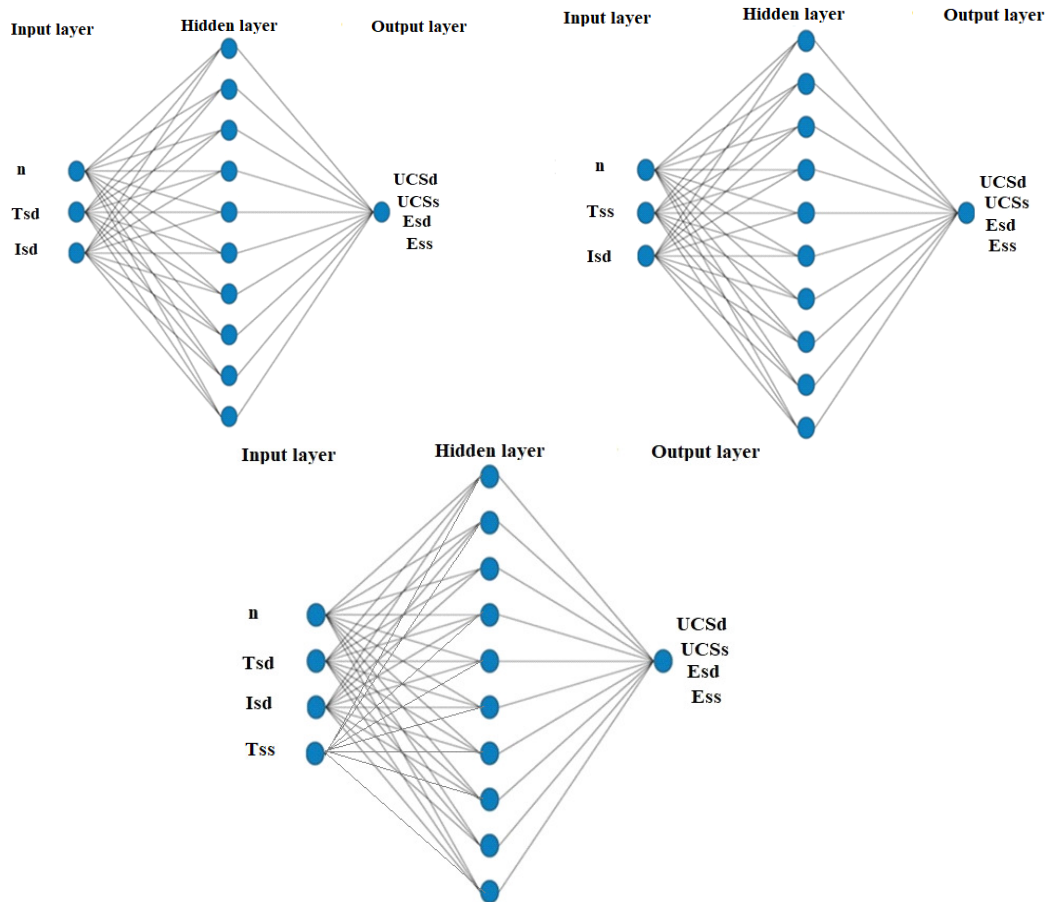 Input layer
Hidden layer
Output layer
n
Tsd
Isd
UCSd
UCSs
Esd
Ess
Input layer
Hidden layer
Output layer
n
Tss
Isd
UCSd
UCSs
Esd
Ess
Input layer
Hidden layer
Output layer
n
Tsd
Isd
Tss
UCSd
UCSs
Esd
Ess